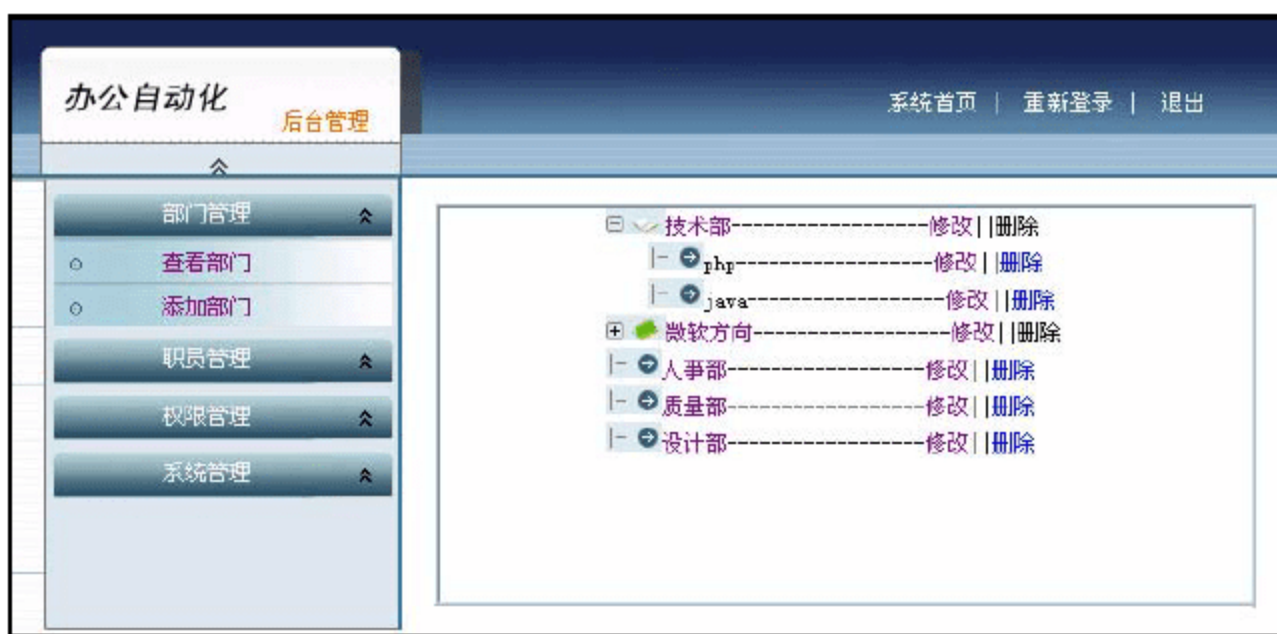 办公自动化
后台管理
系统首页 | 重新登录 | 退出
部门管理
查看部门
添加部门
职员管理
权限管理
系统管理
技术部------------------修改||删除
php------------------修改||删除
java------------------修改||删除
微软方向------------------修改||删除
人事部------------------修改||删除
质量部------------------修改||删除
设计部------------------修改||删除